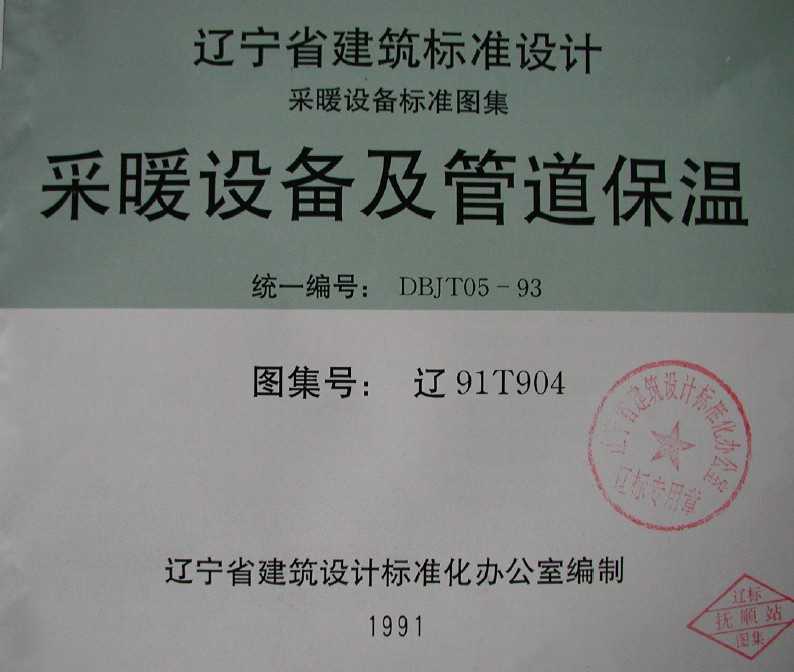 辽宁省建筑标准设计
采暖设备标准图集
采暖设备及管道保温
统一编号： DBJT05-93
图集号： 辽91T904
辽宁省建筑设计标准化办公室
辽标专用章
辽宁省建筑设计标准化办公室编制
1991
辽标
抚顺站
图集